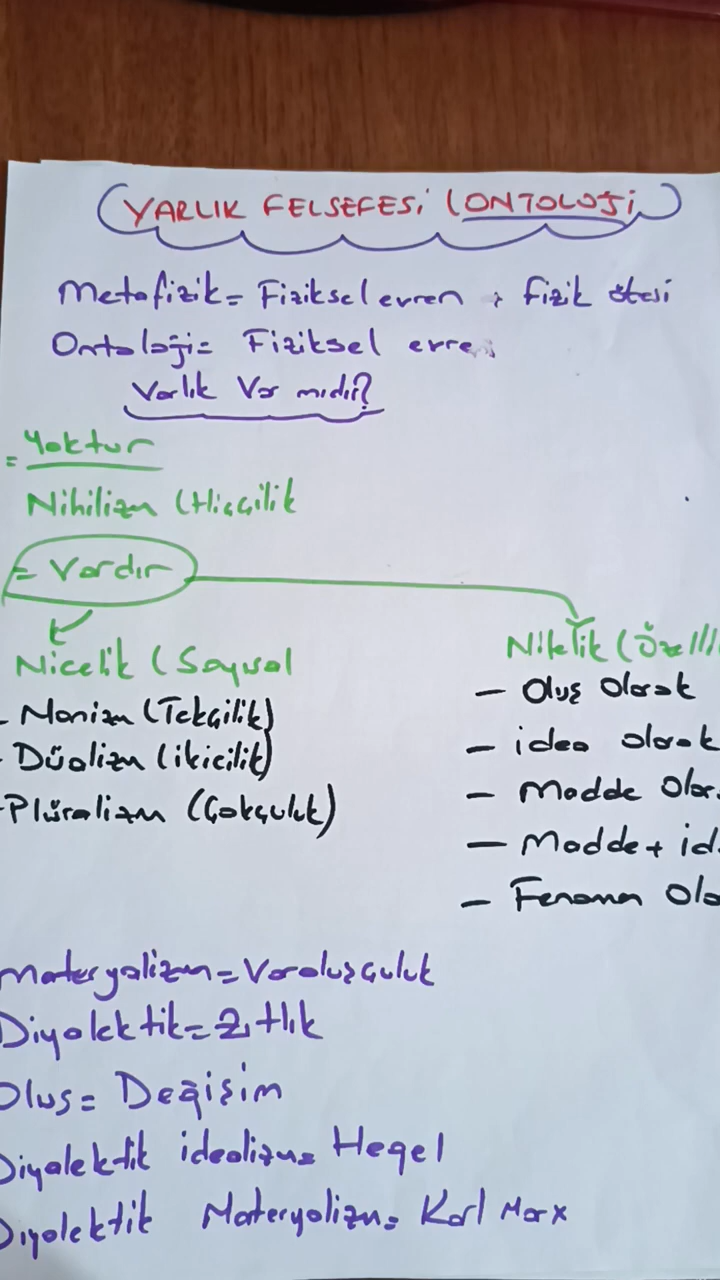 VARLIK FELSEFESİ (ONTOLOJİ
Metafizik = Fiziksel evren + Fizik ötesi
Ontoloji = Fiziksel evre
Varlık Var mıdır?
= Yoktur
Nihilizm (Hiççilik
= Vardır
Nicelik (Sayısal
- Monizm (Tekçilik)
- Düalizm (ikicilik)
- Plüralizm (Çokçuluk)
Nitelik (Özelli
- Oluş Olarak
- idea olarak
- Madde Olar
- Madde + id
- Fenomen Ola
Materyalizm = Varoluşçuluk
Diyalektik = Zıtlık
Oluş = Değişim
Diyalektik idealizm = Hegel
Diyalektik Materyalizm = Karl Marx